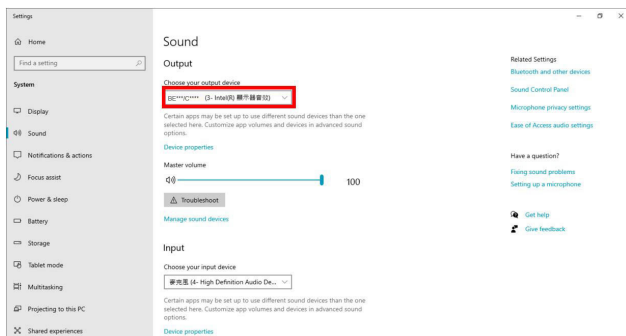 Settings
Home
Find a setting
System
Display
Sound
Notifications & actions
Focus assist
Power & sleep
Battery
Storage
Tablet mode
Multitasking
Projecting to this PC
Shared experiences
Sound
Output
Choose your output device
BE***/C**** (3- Intel(R) 顯示器音效)
Certain apps may be set up to use different sound devices than the one
selected here. Customize app volumes and devices in advanced sound
options.
Device properties
Master volume
100
Troubleshoot
Manage sound devices
Input
Choose your input device
麥克風 (4- High Definition Audio De...
Certain apps may be set up to use different sound devices than the one
selected here. Customize app volumes and devices in advanced sound
options.
Device properties
Related Settings
Bluetooth and other devices
Sound Control Panel
Microphone privacy settings
Ease of Access audio settings
Have a question?
Fixing sound problems
Setting up a microphone
Get help
Give feedback